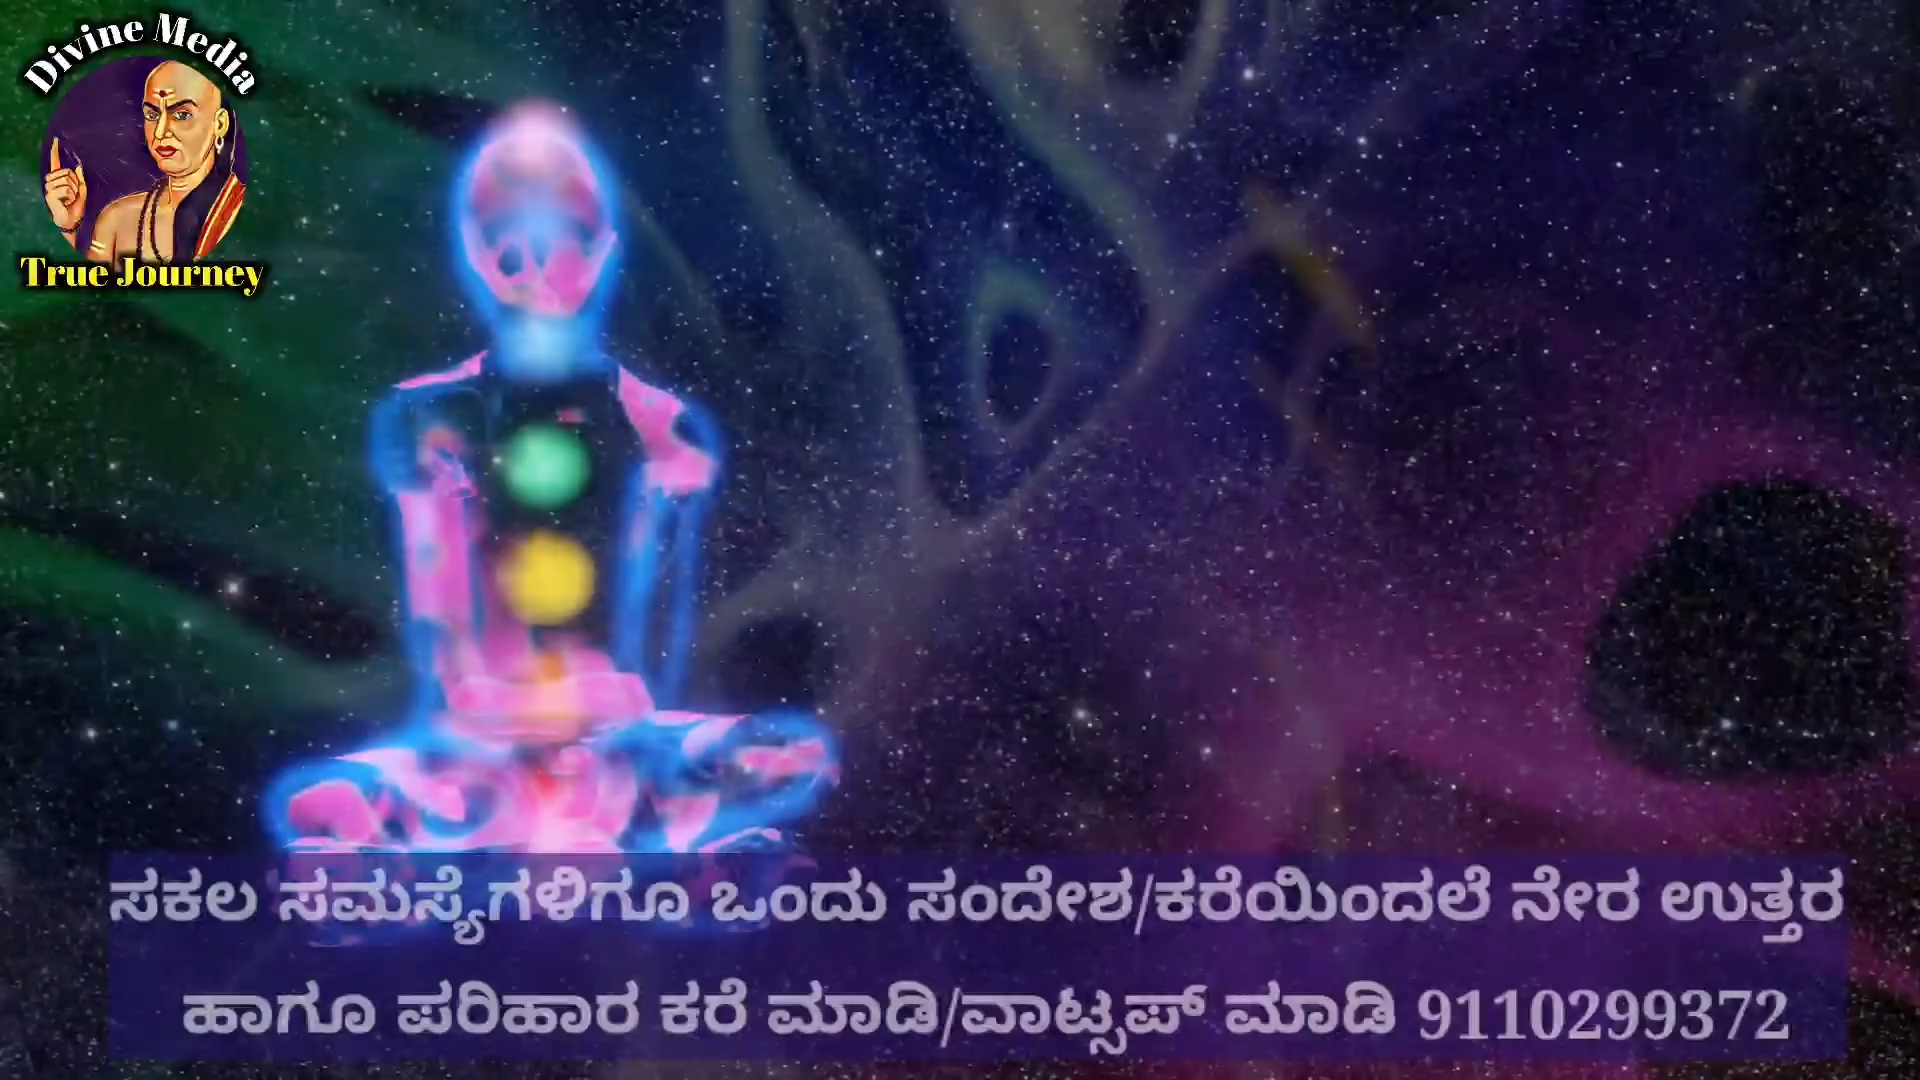 Divine Media
True Journey
ಸಕಲ ಸಮಸ್ಯೆಗಳಿಗೂ ಒಂದು ಸಂದೇಶ/ಕರೆಯಿಂದಲೆ ನೇರ ಉತ್ತರ
ಹಾಗೂ ಪರಿಹಾರ ಕರೆ ಮಾಡಿ/ವಾಟ್ಸಪ್ ಮಾಡಿ 9110299372